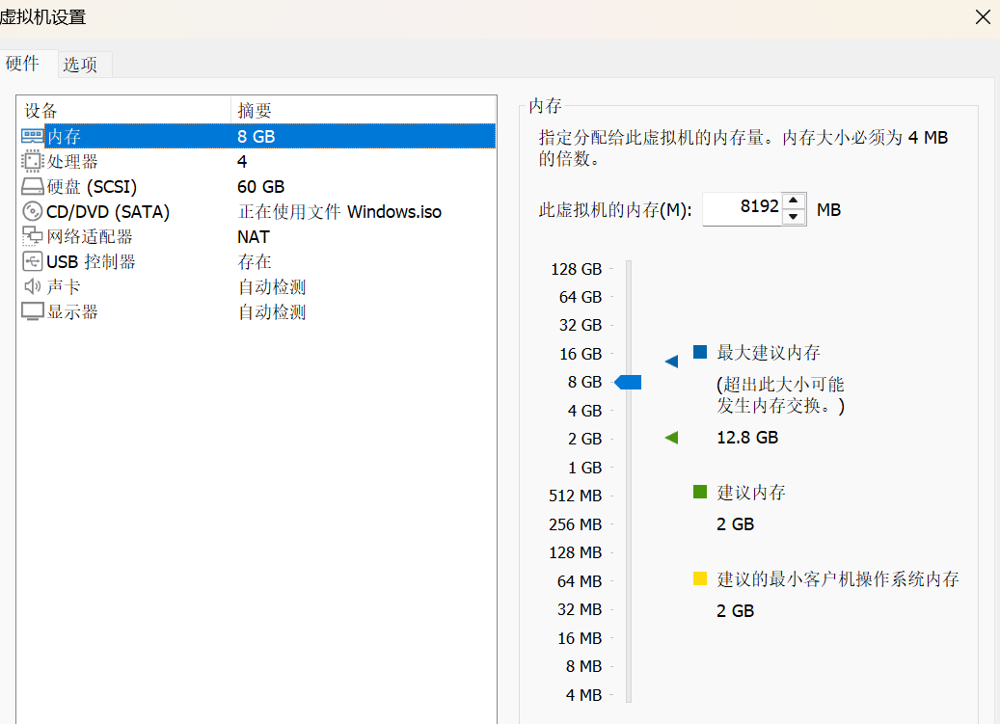 虚拟机设置
硬件 选项
设备 摘要
内存 8 GB
处理器 4
硬盘 (SCSI) 60 GB
CD/DVD (SATA) 正在使用文件 Windows.iso
网络适配器 NAT
USB 控制器 存在
声卡 自动检测
显示器 自动检测
内存
指定分配给此虚拟机的内存量。内存大小必须为 4 MB
的倍数。
此虚拟机的内存(M): 8192 MB
128 GB
64 GB
32 GB
16 GB
8 GB
4 GB
2 GB
1 GB
512 MB
256 MB
128 MB
64 MB
32 MB
16 MB
8 MB
4 MB
最大建议内存
(超出此大小可能
发生内存交换。)
12.8 GB
建议内存
2 GB
建议的最小客户机操作系统内存
2 GB